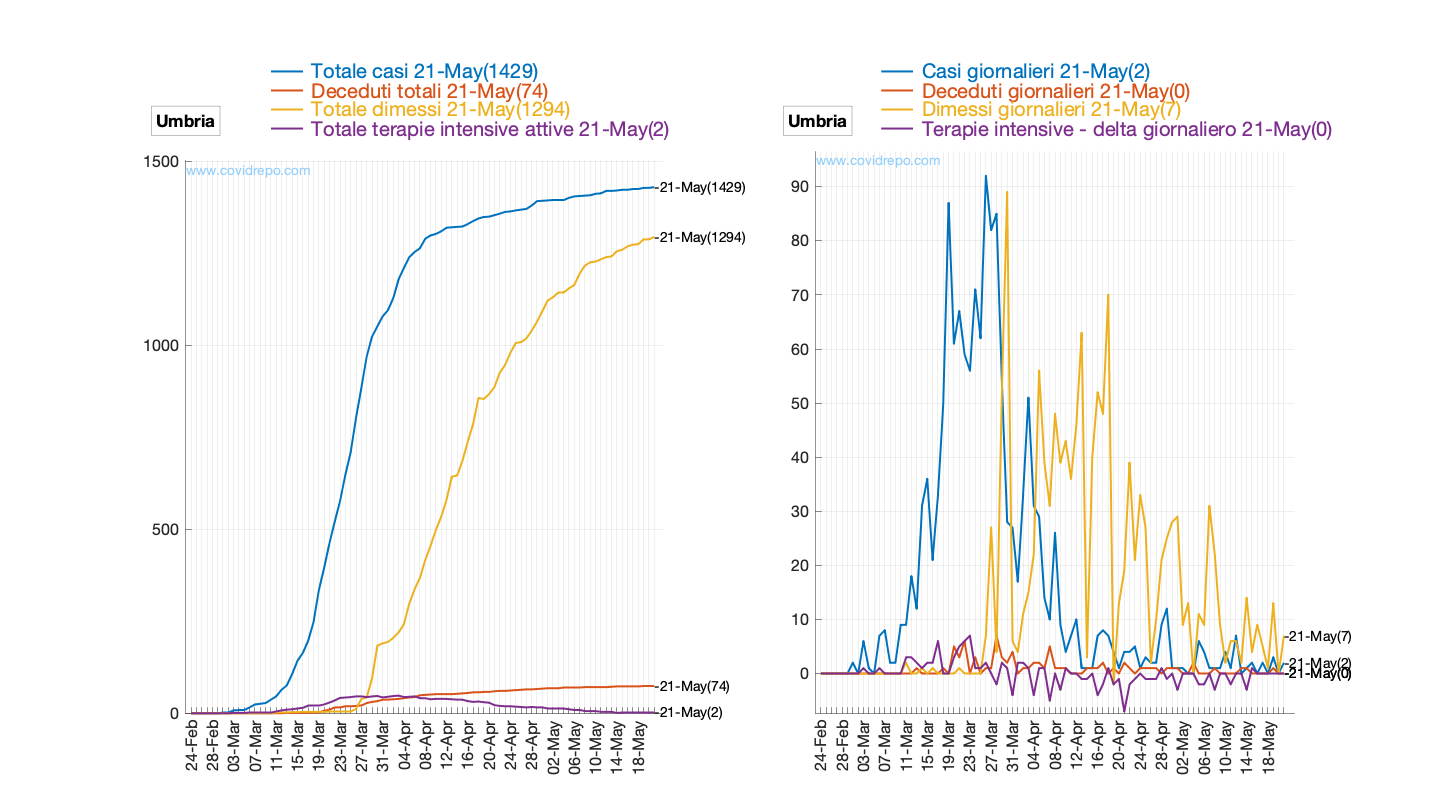 Totale casi 21-May(1429)
Deceduti totali 21-May(74)
Totale dimessi 21-May(1294)
Totale terapie intensive attive 21-May(2)
Umbria
www.covidrepo.com
1500
1000
500
0
-21-May(1429)
-21-May(1294)
-21-May(74)
-21-May(2)
24-Feb
28-Feb
03-Mar
07-Mar
11-Mar
15-Mar
19-Mar
23-Mar
27-Mar
31-Mar
04-Apr
08-Apr
12-Apr
16-Apr
20-Apr
24-Apr
28-Apr
02-May
06-May
10-May
14-May
18-May
Casi giornalieri 21-May(2)
Deceduti giornalieri 21-May(0)
Dimessi giornalieri 21-May(7)
Terapie intensive - delta giornaliero 21-May(0)
Umbria
www.covidrepo.com
90
80
70
60
50
40
30
20
10
0
-21-May(7)
-21-May(2)
-21-May(0)
24-Feb
28-Feb
03-Mar
07-Mar
11-Mar
15-Mar
19-Mar
23-Mar
27-Mar
31-Mar
04-Apr
08-Apr
12-Apr
16-Apr
20-Apr
24-Apr
28-Apr
02-May
06-May
10-May
14-May
18-May